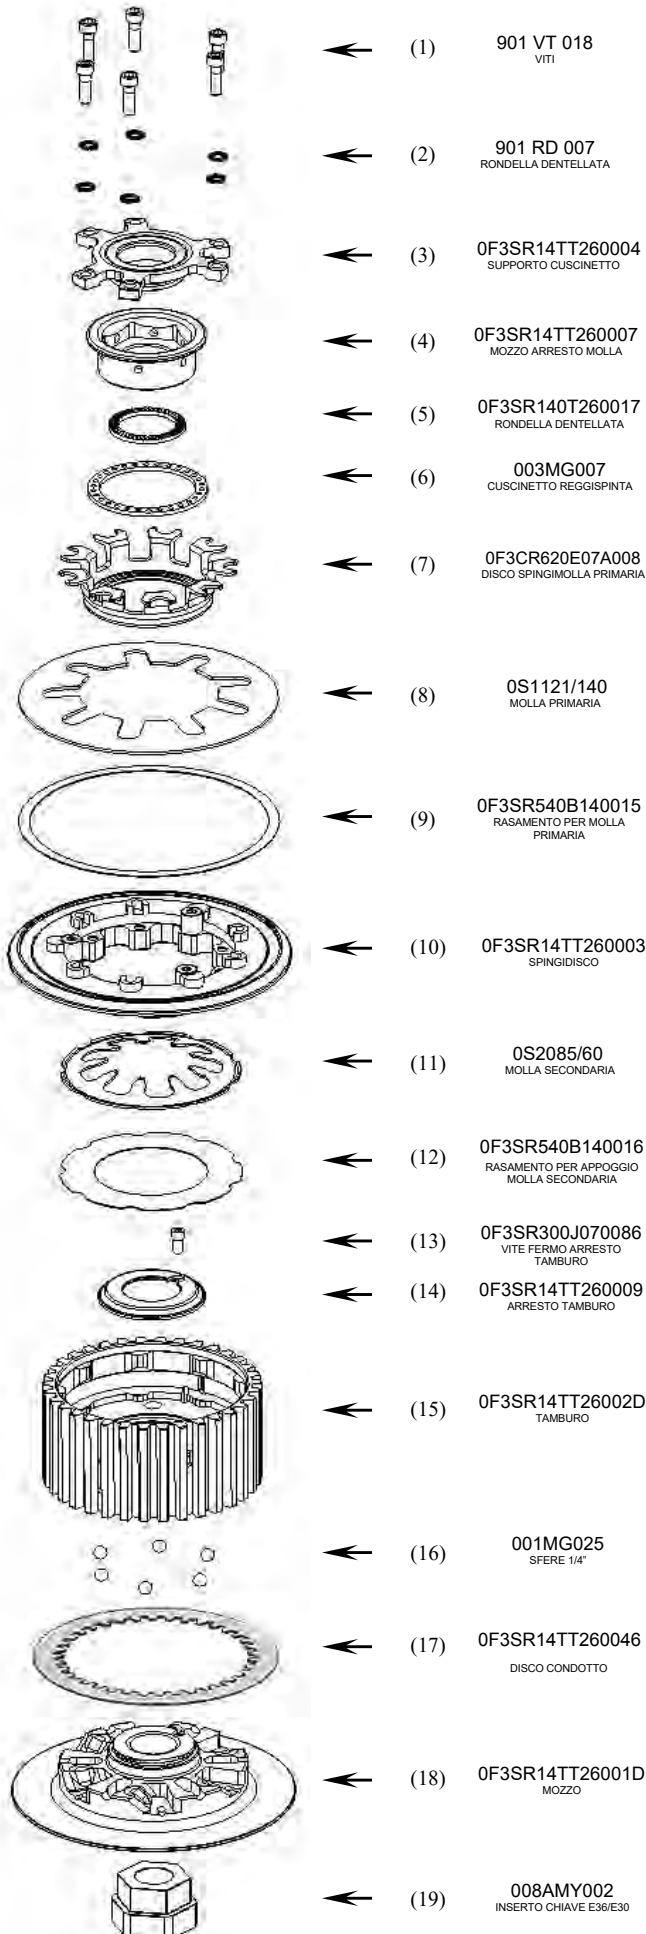 (1) 901 VT 018
VITI
(2) 901 RD 007
RONDELLA DENTELLATA
(3) 0F3SR14TT260004
SUPPORTO CUSCINETTO
(4) 0F3SR14TT260007
MOZZO ARRESTO MOLLA
(5) 0F3SR140T260017
RONDELLA DENTELLATA
(6) 003MG007
CUSCINETTO REGGISPINTA
(7) 0F3CR620E07A008
DISCO SPINGIMOLLA PRIMARIA
(8) 0S1121/140
MOLLA PRIMARIA
(9) 0F3SR540B140015
RASAMENTO PER MOLLA
PRIMARIA
(10) 0F3SR14TT260003
SPINGIDISCO
(11) 0S2085/60
MOLLA SECONDARIA
(12) 0F3SR540B140016
RASAMENTO PER APPOGGIO
MOLLA SECONDARIA
(13) 0F3SR300J070086
VITE FERMO ARRESTO
TAMBURO
(14) 0F3SR14TT260009
ARRESTO TAMBURO
(15) 0F3SR14TT26002D
TAMBURO
(16) 001MG025
SFERE 1/4"
(17) 0F3SR14TT260046
DISCO CONDOTTO
(18) 0F3SR14TT26001D
MOZZO
(19) 008AMY002
INSERTO CHIAVE E36/E30